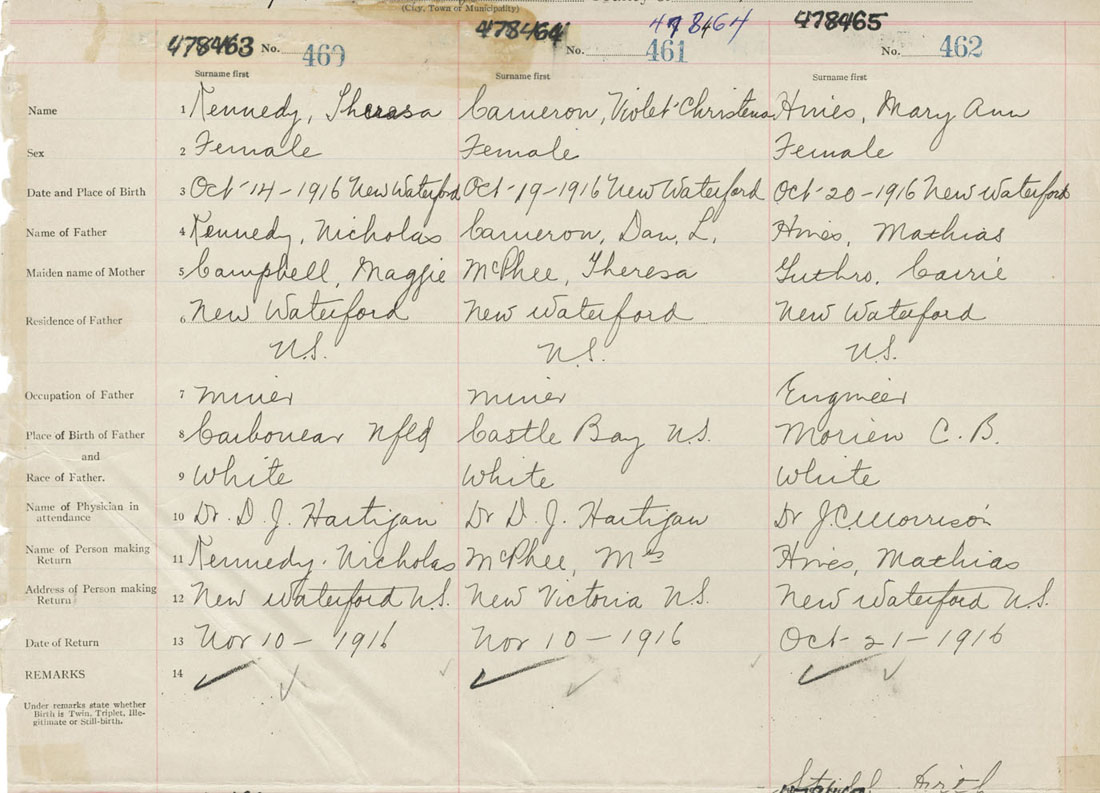 (City, Town or Municipality)
478463 No. 460 478464 No. 461 478464 478465 No. 462
Surname first Surname first Surname first
Name 1 Kennedy, Theresa Cameron, Violet Christena Hines, Mary Ann
Sex 2 Female Female Female
Date and Place of Birth 3 Oct-14-1916 New Waterford Oct-19-1916 New Waterford Oct-20-1916 New Waterford
Name of Father 4 Kennedy, Nicholas Cameron, Dan, L. Hines, Mathias
Maiden name of Mother 5 Campbell, Maggie McPhee, Theresa Guthro, Carrie
Residence of Father 6 New Waterford New Waterford New Waterford
N.S. N.S. N.S.
Occupation of Father 7 Miner Miner Engineer
Place of Birth of Father 8 Carbonear Nfld Castle Bay N.S. Morien C.B.
and
Race of Father. 9 White White White
Name of Physician in
attendance 10 Dr. D. J. Hartigan Dr D. J. Hartigan Dr J.C. Morrison
Name of Person making
Return 11 Kennedy. Nicholas McPhee, Mrs Hines, Mathias
Address of Person making
Return 12 New Waterford N.S. New Victoria N.S. New Waterford N.S.
Date of Return 13 Nov 10-1916 Nov 10-1916 Oct-21-1916
REMARKS 14
Under remarks state whether
Birth is Twin, Triplet, Ille-
gitimate or Still-birth.